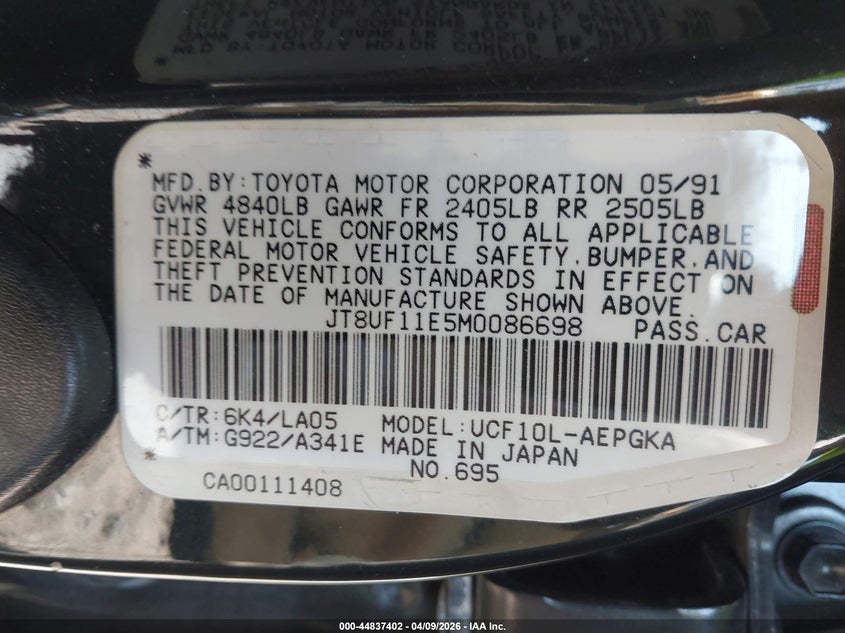 *
MFD.BY:TOYOTA MOTOR CORPORATION 05/91
GVWR 4840LB GAWR FR 2405LB RR 2505LB
THIS VEHICLE CONFORMS TO ALL APPLICABLE
FEDERAL MOTOR VEHICLE SAFETY,BUMPER,AND
THEFT PREVENTION STANDARDS IN EFFECT ON
THE DATE OF MANUFACTURE SHOWN ABOVE.
JT8UF11E5M0086698 PASS.CAR
C/TR:6K4/LA05 MODEL:UCF10L-AEPGKA
A/TM:G922/A341E MADE IN JAPAN
* NO.695
CA00111408
000-44837402 - 04/09/2026 - IAA Inc.